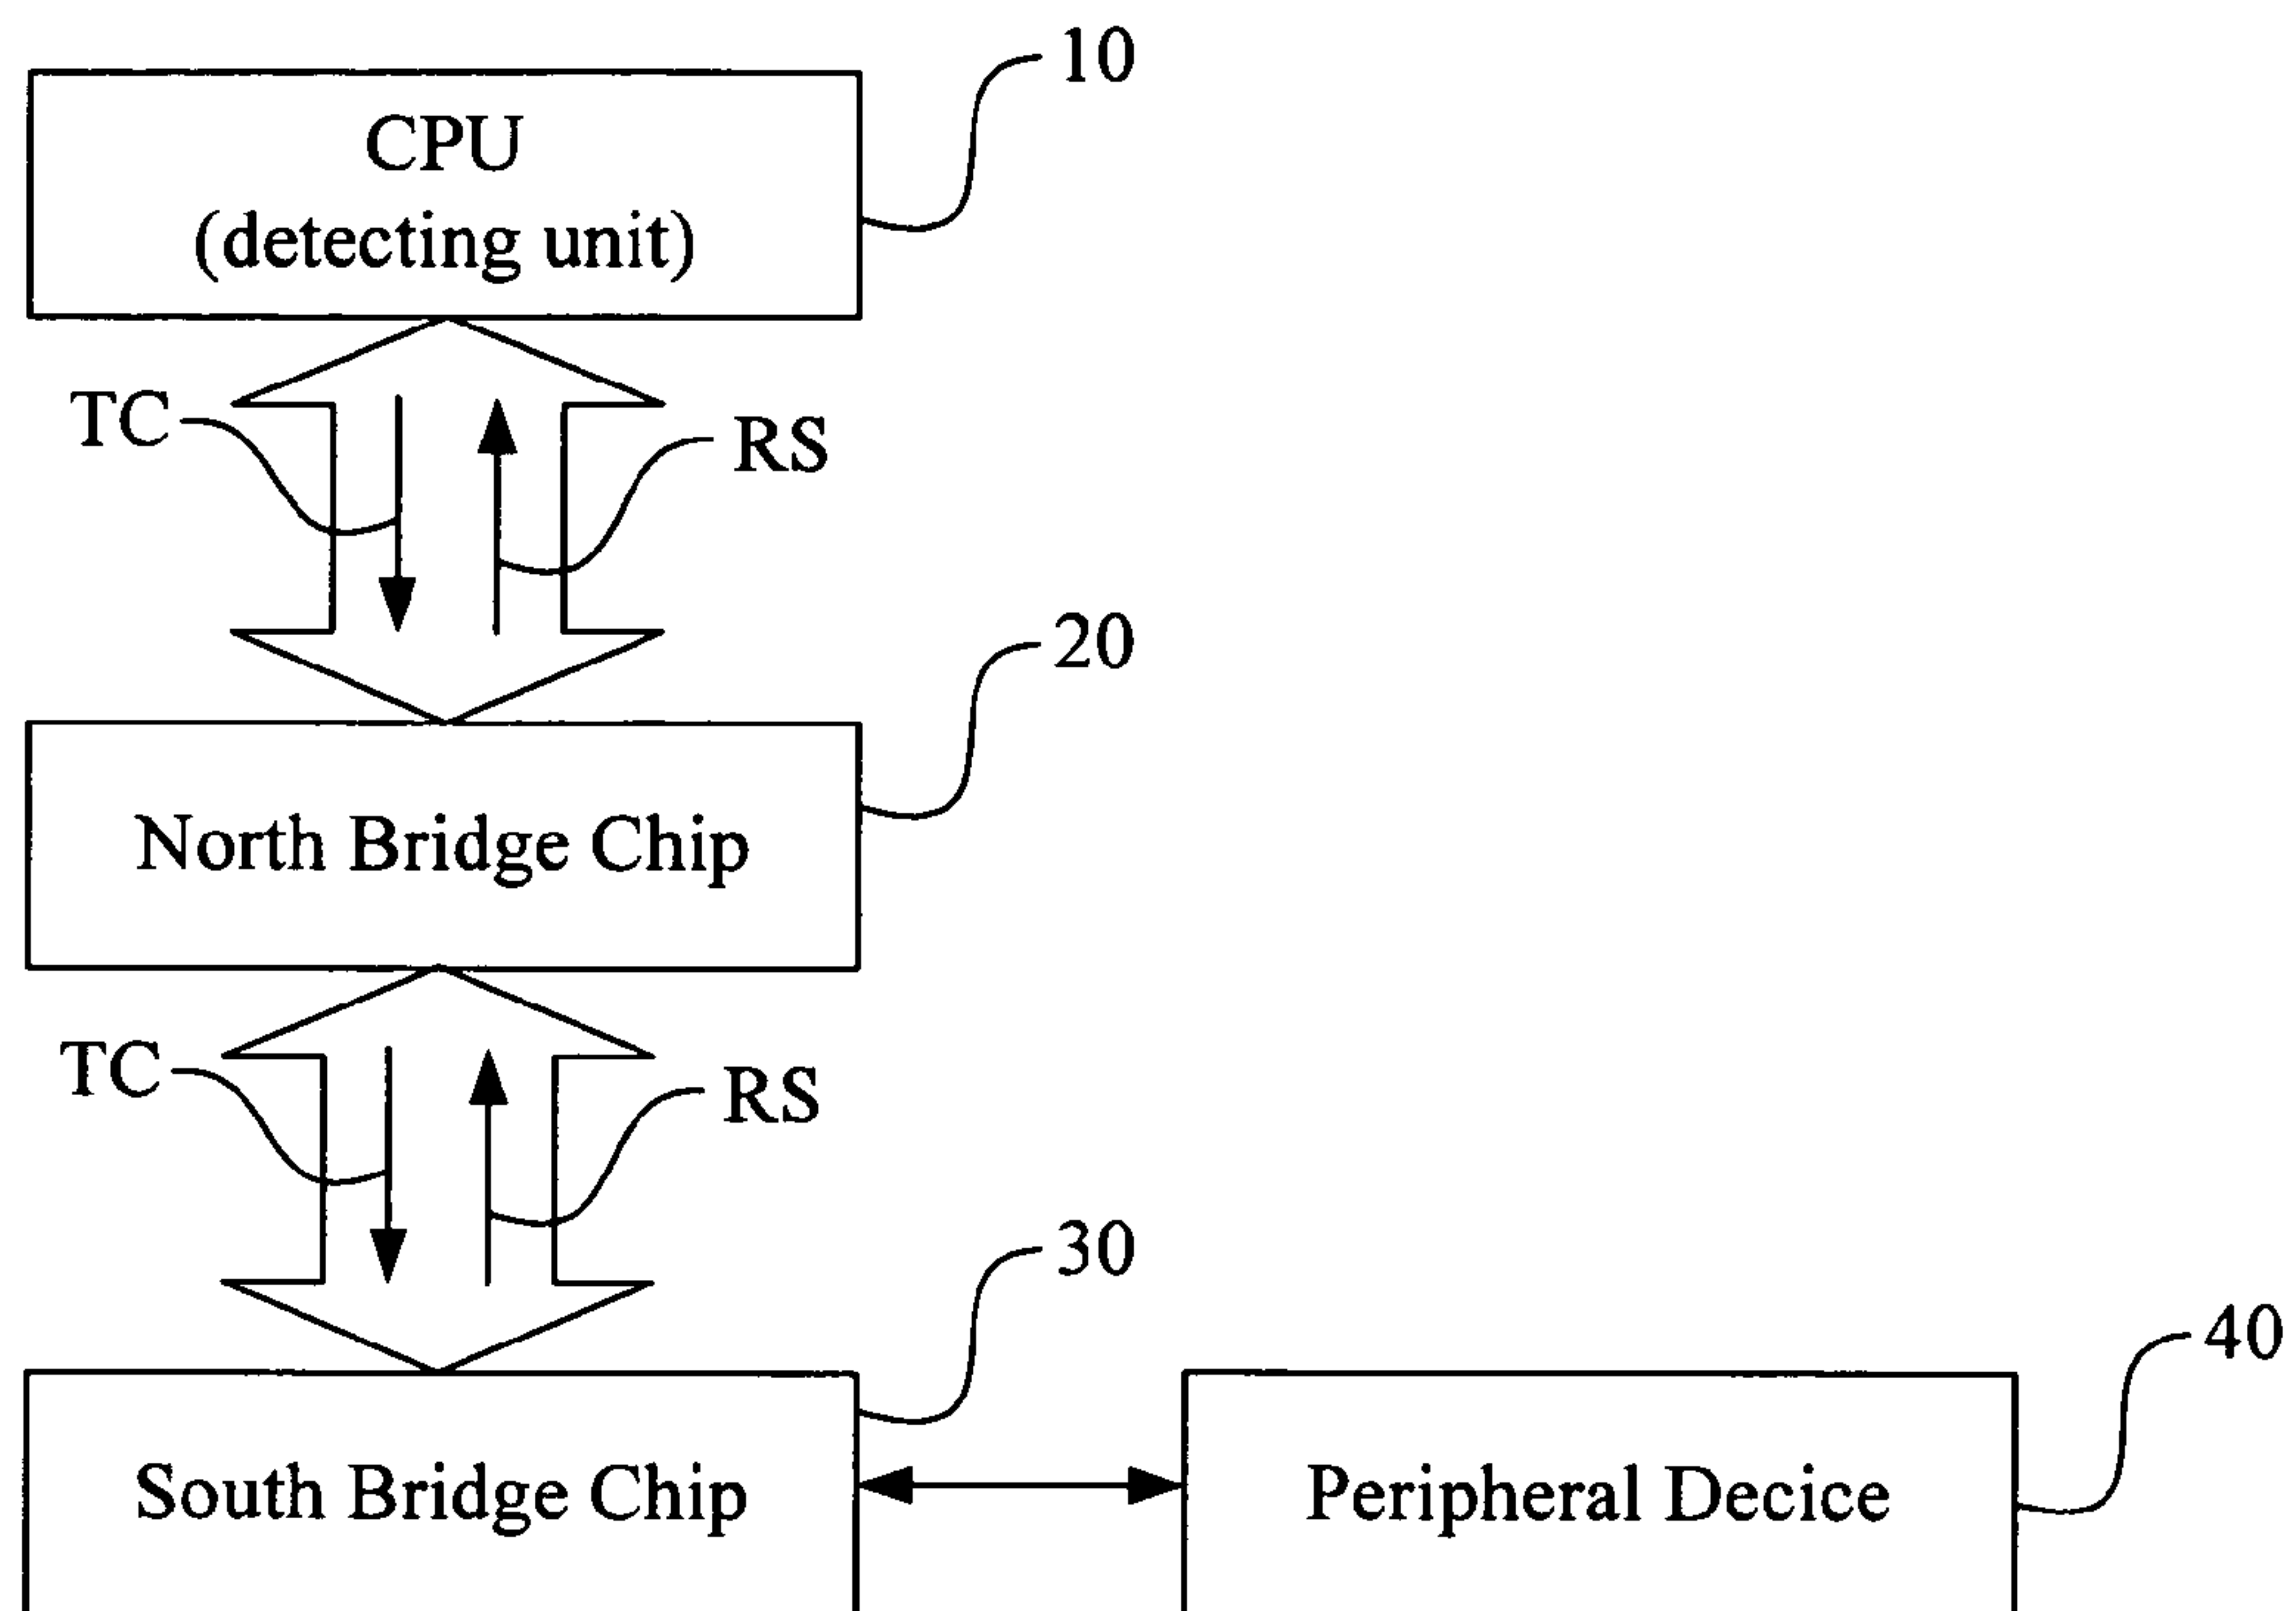 10
CPU
(detecting unit)
TC
RS
20
North Bridge Chip
TC
RS
30
40
South Bridge Chip
Peripheral Decice